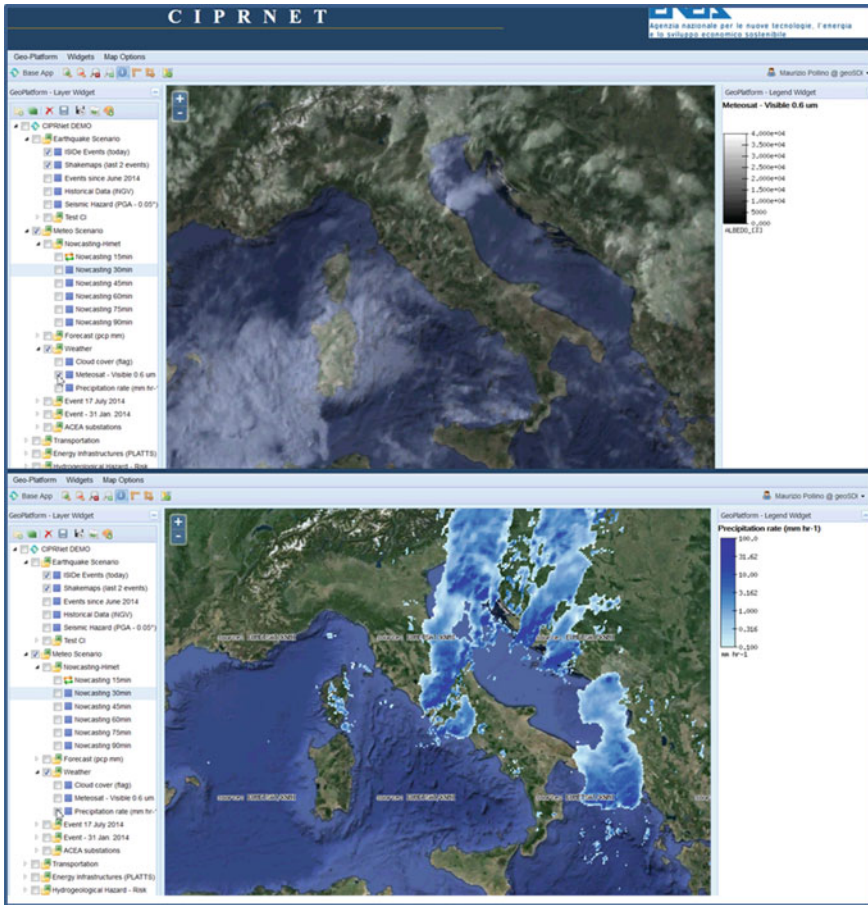 CIPRNET
Agenzia nazionale per le nuove tecnologie, l'energia
e lo sviluppo economico sostenibile
Geo-Platform Widgets Map Options
Base App
Maurizio Pollino @ geoSDI
GeoPlatform - Layer Widget
CIPRNet DEMO
Earthquake Scenario
ISIDe Events (today)
Shakemaps (last 2 events)
Events since June 2014
Historical Data (INGV)
Seismic Hazard (PGA - 0.05°)
Test CI
Meteo Scenario
Nowcasting-Himet
Nowcasting 15min
Nowcasting 30min
Nowcasting 45min
Nowcasting 60min
Nowcasting 75min
Nowcasting 90min
Forecast (pcp mm)
Weather
Cloud cover (flag)
Meteosat - Visible 0.6 um
Precipitation rate (mm hr-1
Event 17 July 2014
Event - 31 Jan 2014
ACEA substations
Transportation
Energy Infrastructures (PLATTS)
Hydrogeological Hazard - Risk
GeoPlatform - Legend Widget
Meteosat - Visible 0.6 um
4.000e+04
3.500e+04
3.000e+04
2.500e+04
2.000e+04
1.500e+04
1.000e+04
5000
0.000
Geo-Platform Widgets Map Options
Base App
Maurizio Pollino @ geoSDI
GeoPlatform - Layer Widget
CIPRNet DEMO
Earthquake Scenario
ISIDe Events (today)
Shakemaps (last 2 events)
Events since June 2014
Historical Data (INGV)
Seismic Hazard (PGA - 0.05°)
Test CI
Meteo Scenario
Nowcasting-Himet
Nowcasting 15min
Nowcasting 30min
Nowcasting 45min
Nowcasting 60min
Nowcasting 75min
Nowcasting 90min
Forecast (pcp mm)
Weather
Cloud cover (flag)
Meteosat - Visible 0.6 um
Precipitation rate (mm hr-1
Event 17 July 2014
Event - 31 Jan 2014
ACEA substations
Transportation
Energy Infrastructures (PLATTS)
Hydrogeological Hazard - Risk
GeoPlatform - Legend Widget
Precipitation rate (mm hr-1)
100.0
31.62
10.00
3.162
1.000
0.316
0.100
mm hr-1